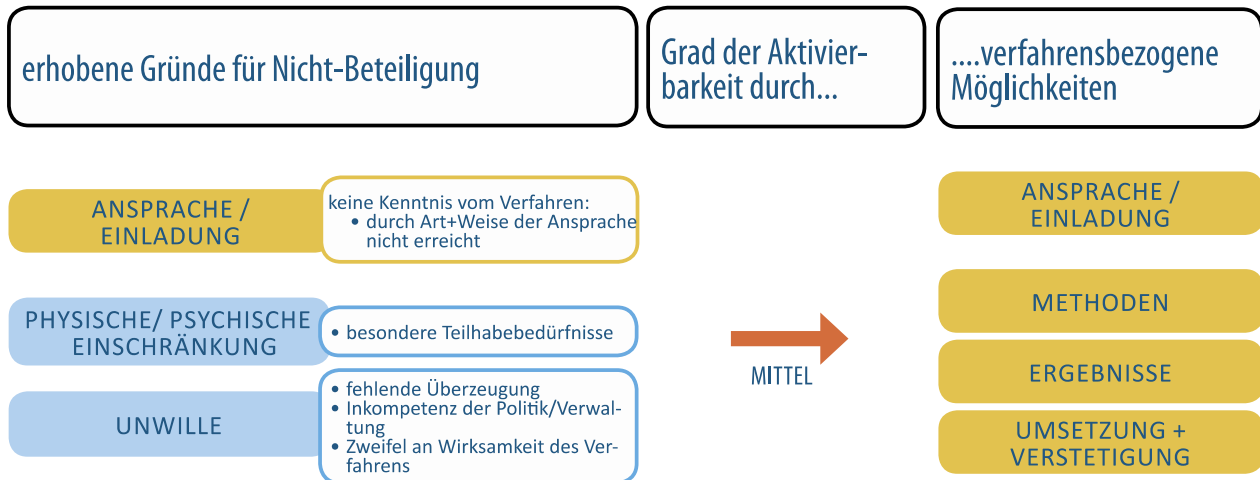 erhobene Gründe für Nicht-Beteiligung
Grad der Aktivier-
barkeit durch...
....verfahrensbezogene
Möglichkeiten
ANSPRACHE /
EINLADUNG
keine Kenntnis vom Verfahren:
• durch Art+Weise der Ansprache
nicht erreicht
ANSPRACHE /
EINLADUNG
PHYSISCHE/ PSYCHISCHE
EINSCHRÄNKUNG
• besondere Teilhabebedürfnisse
UNWILLE
• fehlende Überzeugung
• Inkompetenz der Politik/Verwal-
tung
• Zweifel an Wirksamkeit des Ver-
fahrens
MITTEL
METHODEN
ERGEBNISSE
UMSETZUNG +
VERSTETIGUNG